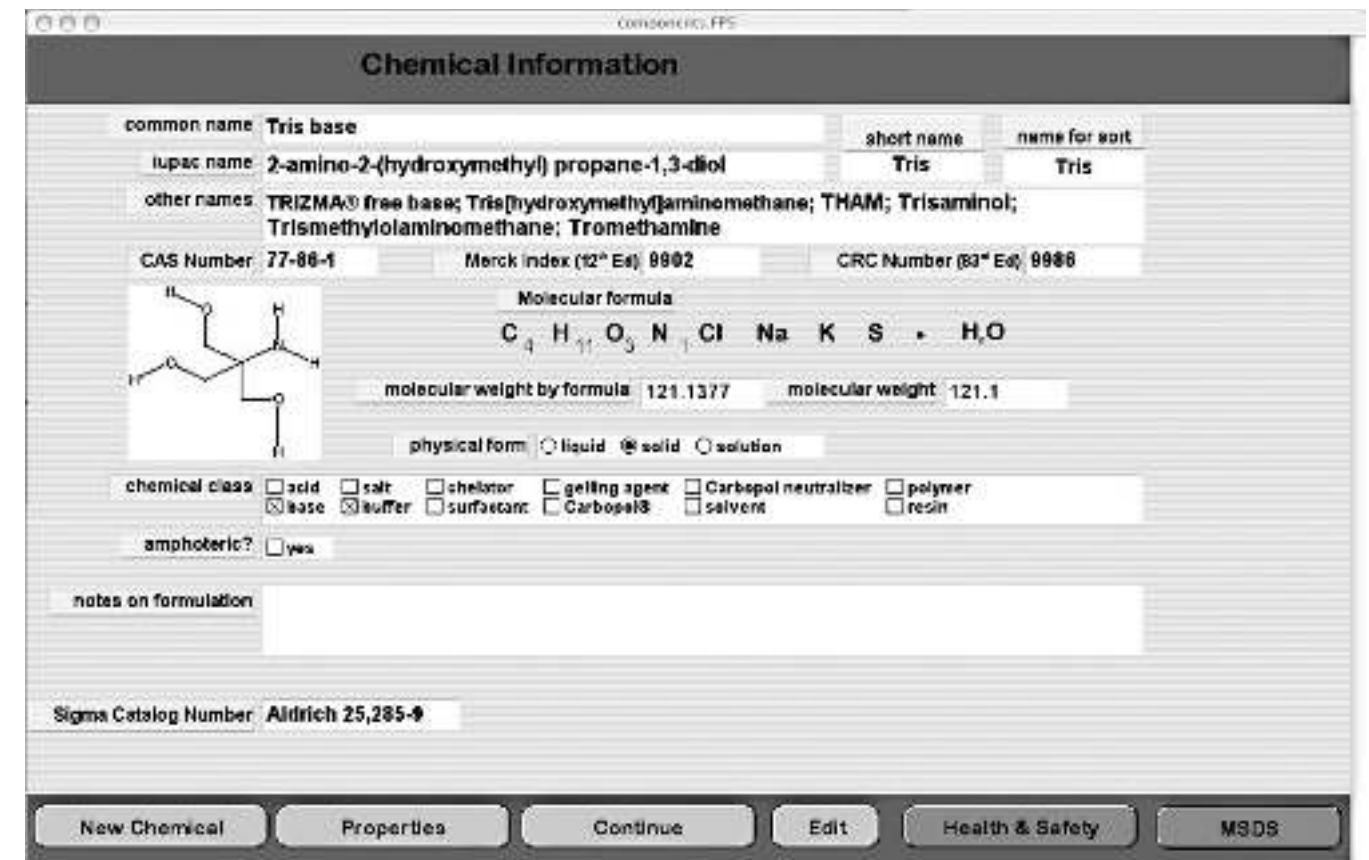 components.FP5
Chemical Information
common name Tris base
short name name for sort
iupac name 2-amino-2-(hydroxymethyl) propane-1,3-diol Tris Tris
other names TRIZMA® free base; Tris[hydroxymethyl]aminomethane; THAM; Trisaminol;
Trismethylolaminomethane; Tromethamine
CAS Number 77-86-1 Merck Index (12th Ed) 9902 CRC Number (83rd Ed) 9986
Molecular formula
C4 H11 O3 N1 Cl Na K S • H2O
H O H N H O H O H
molecular weight by formula 121.1377 molecular weight 121.1
physical form liquid solid solution
chemical class acid salt chelator gelling agent Carbopol neutralizer polymer
base buffer surfactant Carbopol® solvent resin
amphoteric? yes
notes on formulation
Sigma Catalog Number Aldrich 25,285-9
New Chemical Properties Continue Edit Health & Safety MSDS